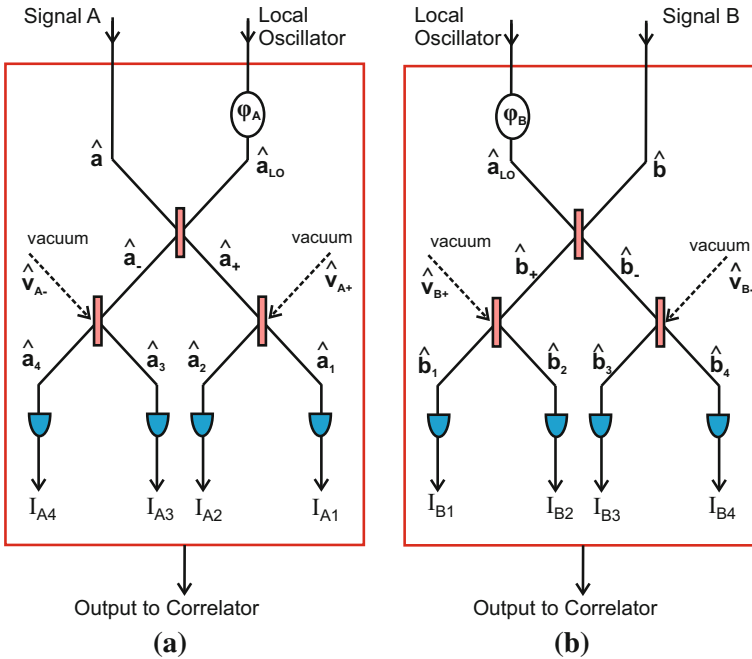 Signal A
Local
Oscillator
φA
â
âLO
vacuum
v̂A-
â-
â+
vacuum
v̂A+
â4
â3
â2
â1
IA4
IA3
IA2
IA1
Output to Correlator
(a)
Local
Oscillator
Signal B
φB
âLO
b̂
vacuum
v̂B+
b̂+
b̂-
vacuum
v̂B-
b̂1
b̂2
b̂3
b̂4
IB1
IB2
IB3
IB4
Output to Correlator
(b)